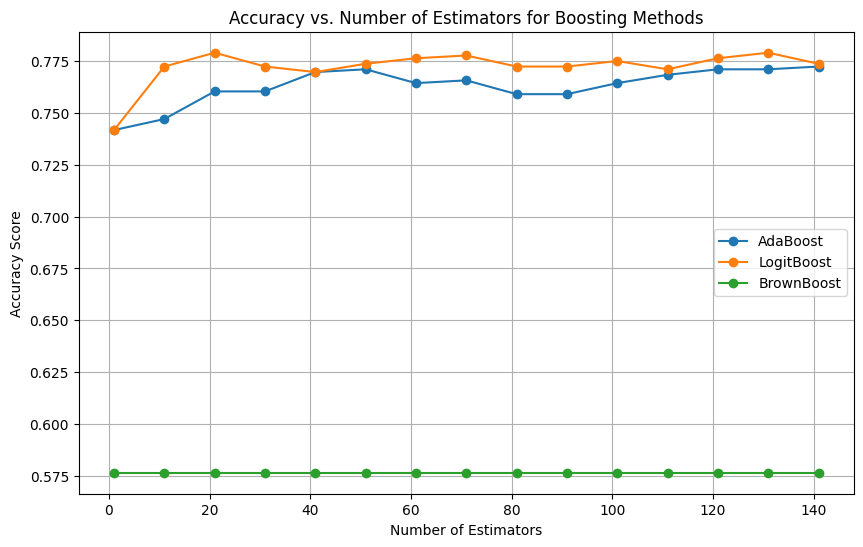 Accuracy vs. Number of Estimators for Boosting Methods
Accuracy Score
0.775
0.750
0.725
0.700
0.675
0.650
0.625
0.600
0.575
AdaBoost
LogitBoost
BrownBoost
0 20 40 60 80 100 120 140
Number of Estimators